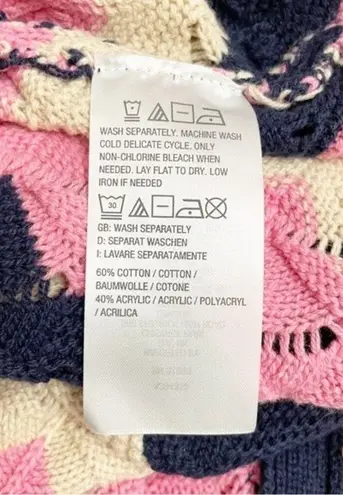 WASH SEPARATELY. MACHINE WASH
COLD DELICATE CYCLE. ONLY
NON-CHLORINE BLEACH WHEN
NEEDED. LAY FLAT TO DRY. LOW
IRON IF NEEDED
30
GB: WASH SEPARATELY
D: SEPARAT WASCHEN
I: LAVARE SEPARATAMENTE
60% COTTON / COTTON /
BAUMWOLLE / COTONE
40% ACRYLIC / ACRYLIC / POLYACRYL
/ ACRILICA